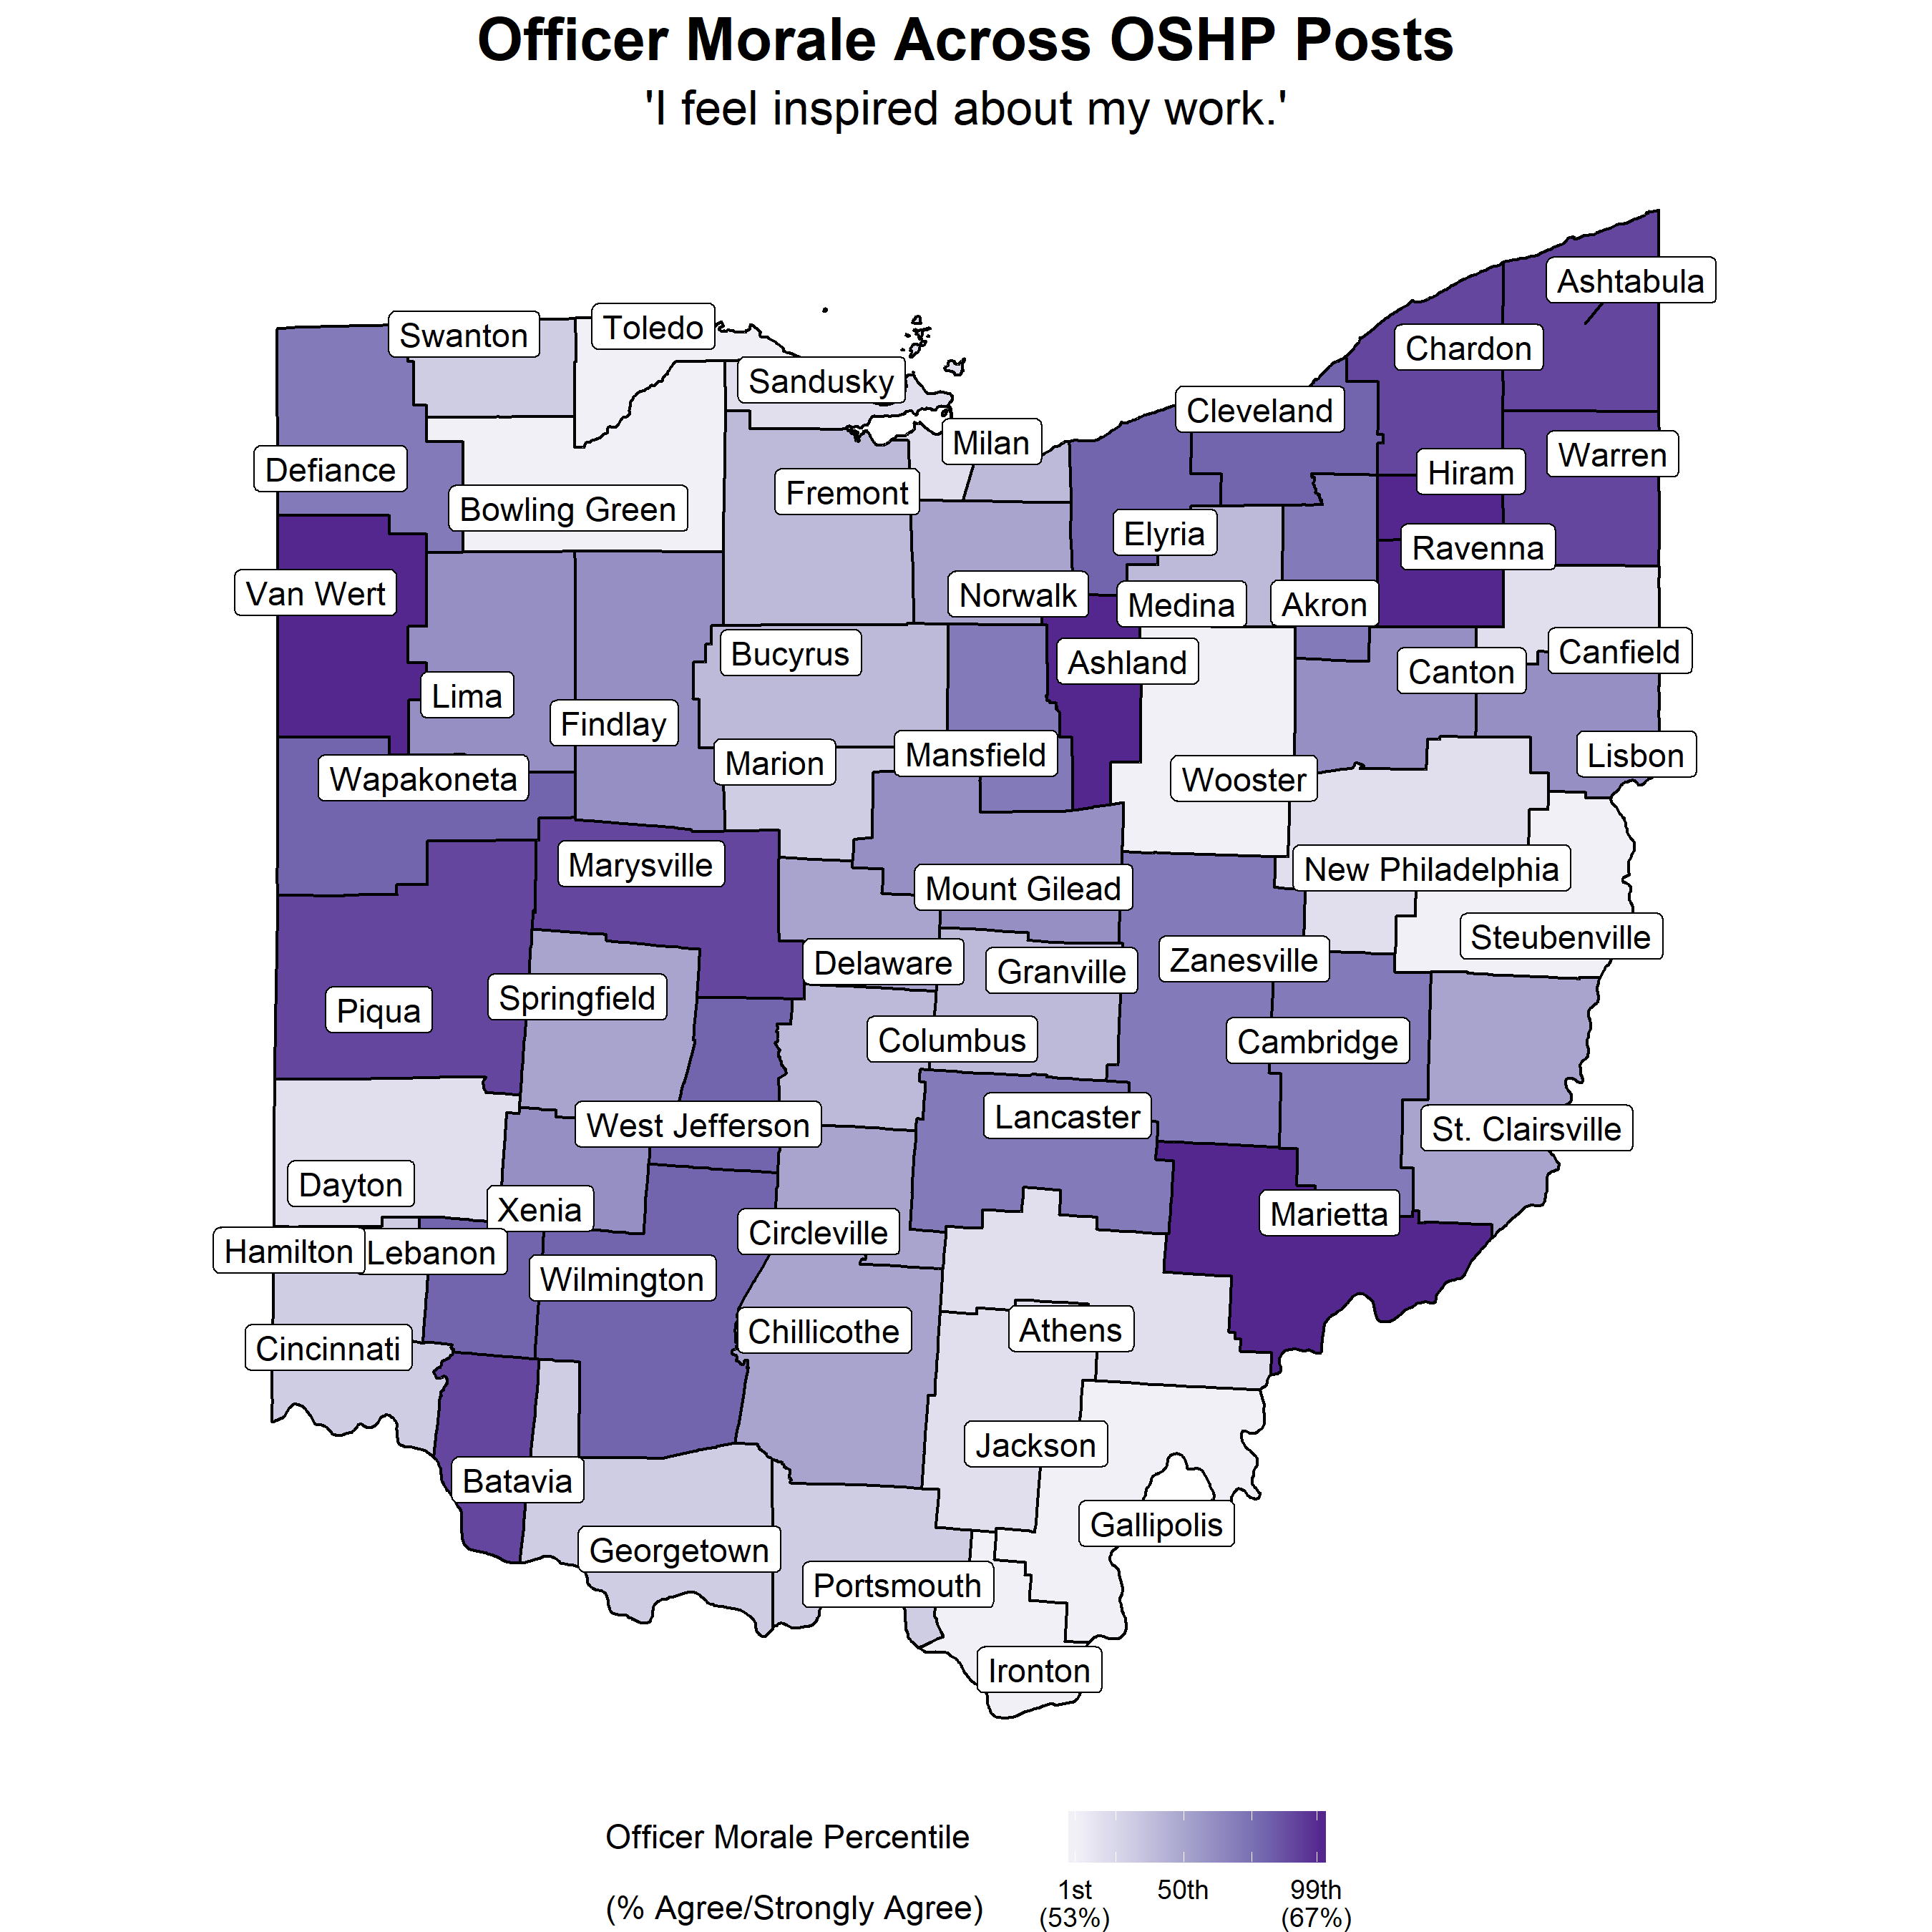 Officer Morale Across OSHP Posts
'I feel inspired about my work.'
Ashtabula
Swanton
Toledo
Chardon
Sandusky
Cleveland
Milan
Warren
Defiance
Hiram
Fremont
Bowling Green
Elyria
Ravenna
Van Wert
Norwalk
Medina
Akron
Bucyrus
Ashland
Canfield
Canton
Lima
Findlay
Mansfield
Lisbon
Marion
Wapakoneta
Wooster
Marysville
New Philadelphia
Mount Gilead
Steubenville
Delaware
Granville
Zanesville
Springfield
Piqua
Columbus
Cambridge
Lancaster
West Jefferson
St. Clairsville
Dayton
Xenia
Marietta
Circleville
Hamilton
Lebanon
Wilmington
Athens
Chillicothe
Cincinnati
Jackson
Batavia
Gallipolis
Georgetown
Portsmouth
Ironton
Officer Morale Percentile
(% Agree/Strongly Agree)
1st 50th 99th
(53%) (67%)